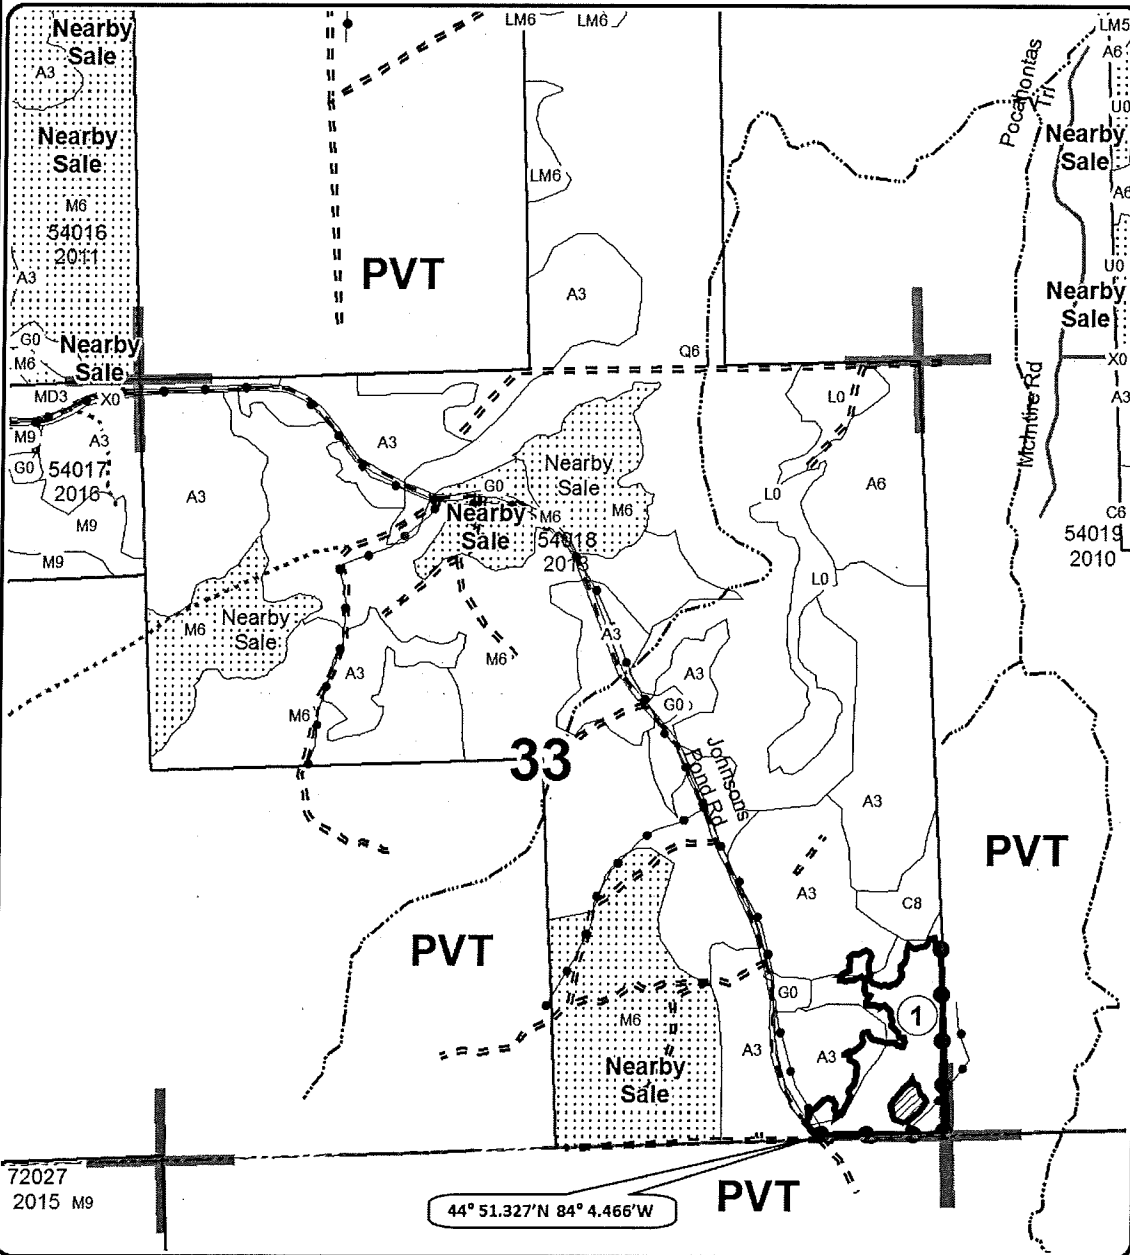 LM6
LM6
LM5
Nearby
Sale
A3
A6
Pocahontas
Trl
U0
Nearby
Sale
Nearby
Sale
LM6
M6
A6
54016
2011
A3
PVT
A3
U0
Nearby
Sale
G0
M6
Nearby
Sale
Q6
X0
MD3
X0
L0
McIntire Rd
A3
M9
A3
A3
G0
54017
A3
Nearby
Sale
G0
L0
A6
M9
Nearby
Sale
M6
M6
C6
54018
54019
2010
M9
L0
M6
Nearby
Sale
A3
M6
A3
A3
M6
G0
33
Johnsons
Pond Rd
A3
PVT
A3
C8
PVT
G0
1
M6
A3
A3
Nearby
Sale
72027
2015 M9
PVT
44° 51.327'N 84° 4.466'W